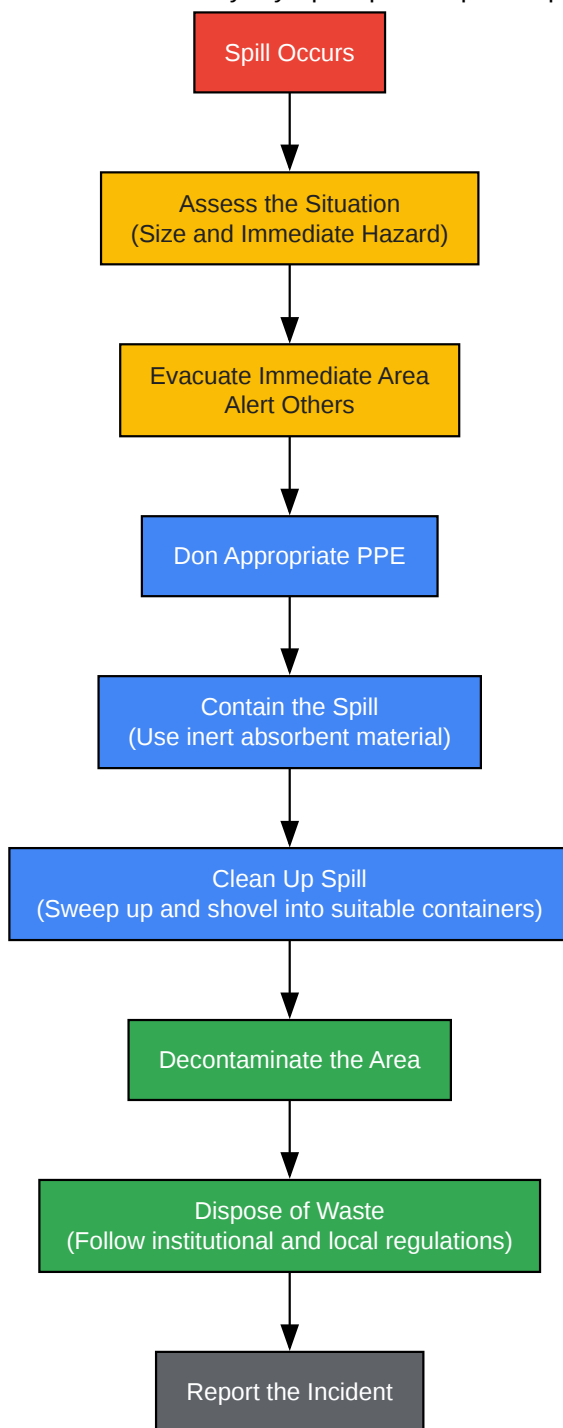 Spill Occurs
Assess the Situation
(Size and Immediate Hazard)
Evacuate Immediate Area
Alert Others
Don Appropriate PPE
Contain the Spill
(Use inert absorbent material)
Clean Up Spill
(Sweep up and shovel into suitable containers)
Decontaminate the Area
Dispose of Waste
(Follow institutional and local regulations)
Report the Incident